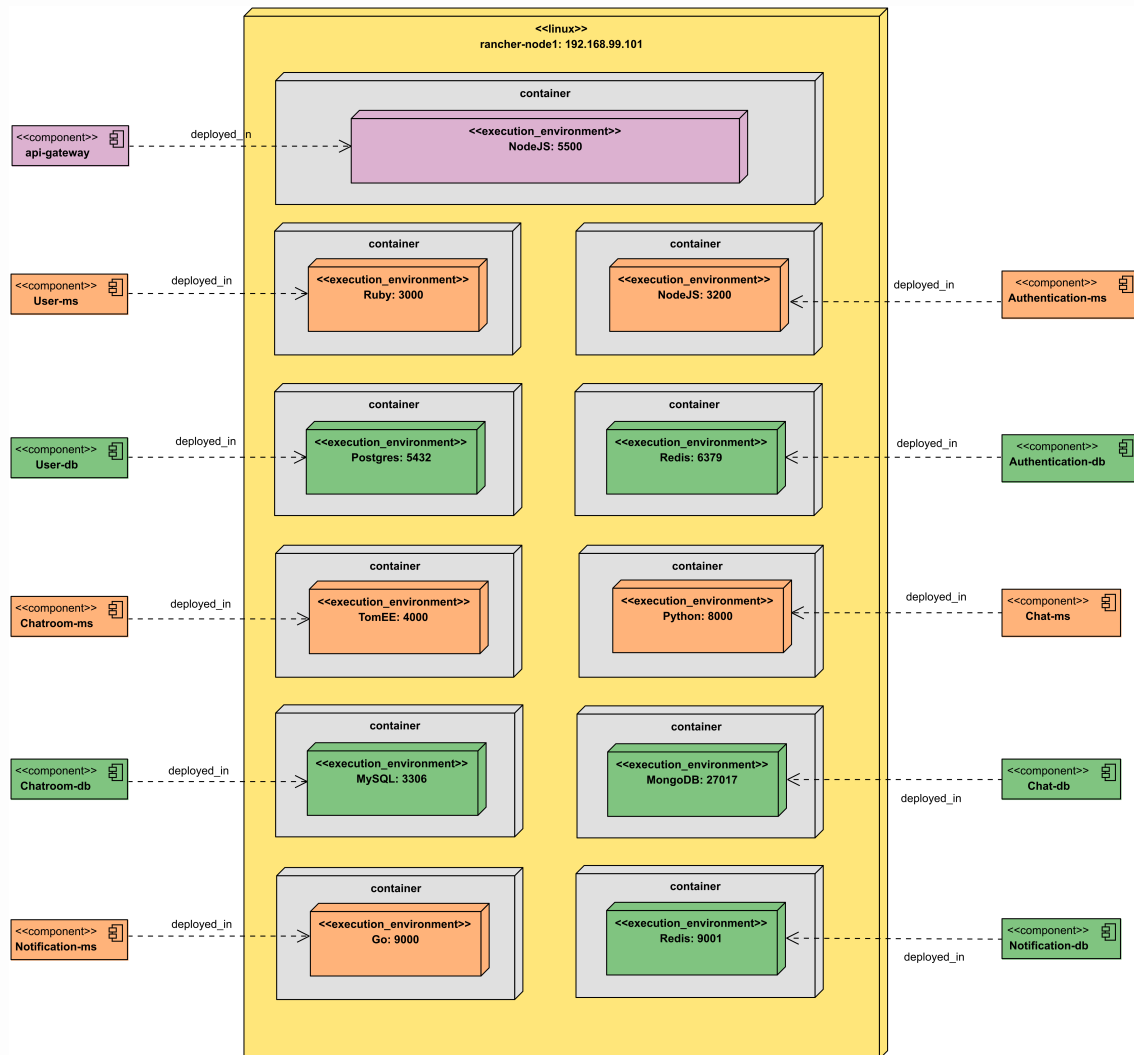 <<linux>>
rancher-node1: 192.168.99.101
container
<<component>>
api-gateway
deployed_in
<<execution_environment>>
NodeJS: 5500
container
<<component>>
User-ms
deployed_in
<<execution_environment>>
Ruby: 3000
container
<<execution_environment>>
NodeJS: 3200
deployed_in
<<component>>
Authentication-ms
container
<<component>>
User-db
deployed_in
<<execution_environment>>
Postgres: 5432
container
<<execution_environment>>
Redis: 6379
deployed_in
<<component>>
Authentication-db
container
<<component>>
Chatroom-ms
deployed_in
<<execution_environment>>
TomEE: 4000
container
<<execution_environment>>
Python: 8000
deployed_in
<<component>>
Chat-ms
container
<<component>>
Chatroom-db
deployed_in
<<execution_environment>>
MySQL: 3306
container
<<execution_environment>>
MongoDB: 27017
deployed_in
<<component>>
Chat-db
container
<<component>>
Notification-ms
deployed_in
<<execution_environment>>
Go: 9000
container
<<execution_environment>>
Redis: 9001
deployed_in
<<component>>
Notification-db